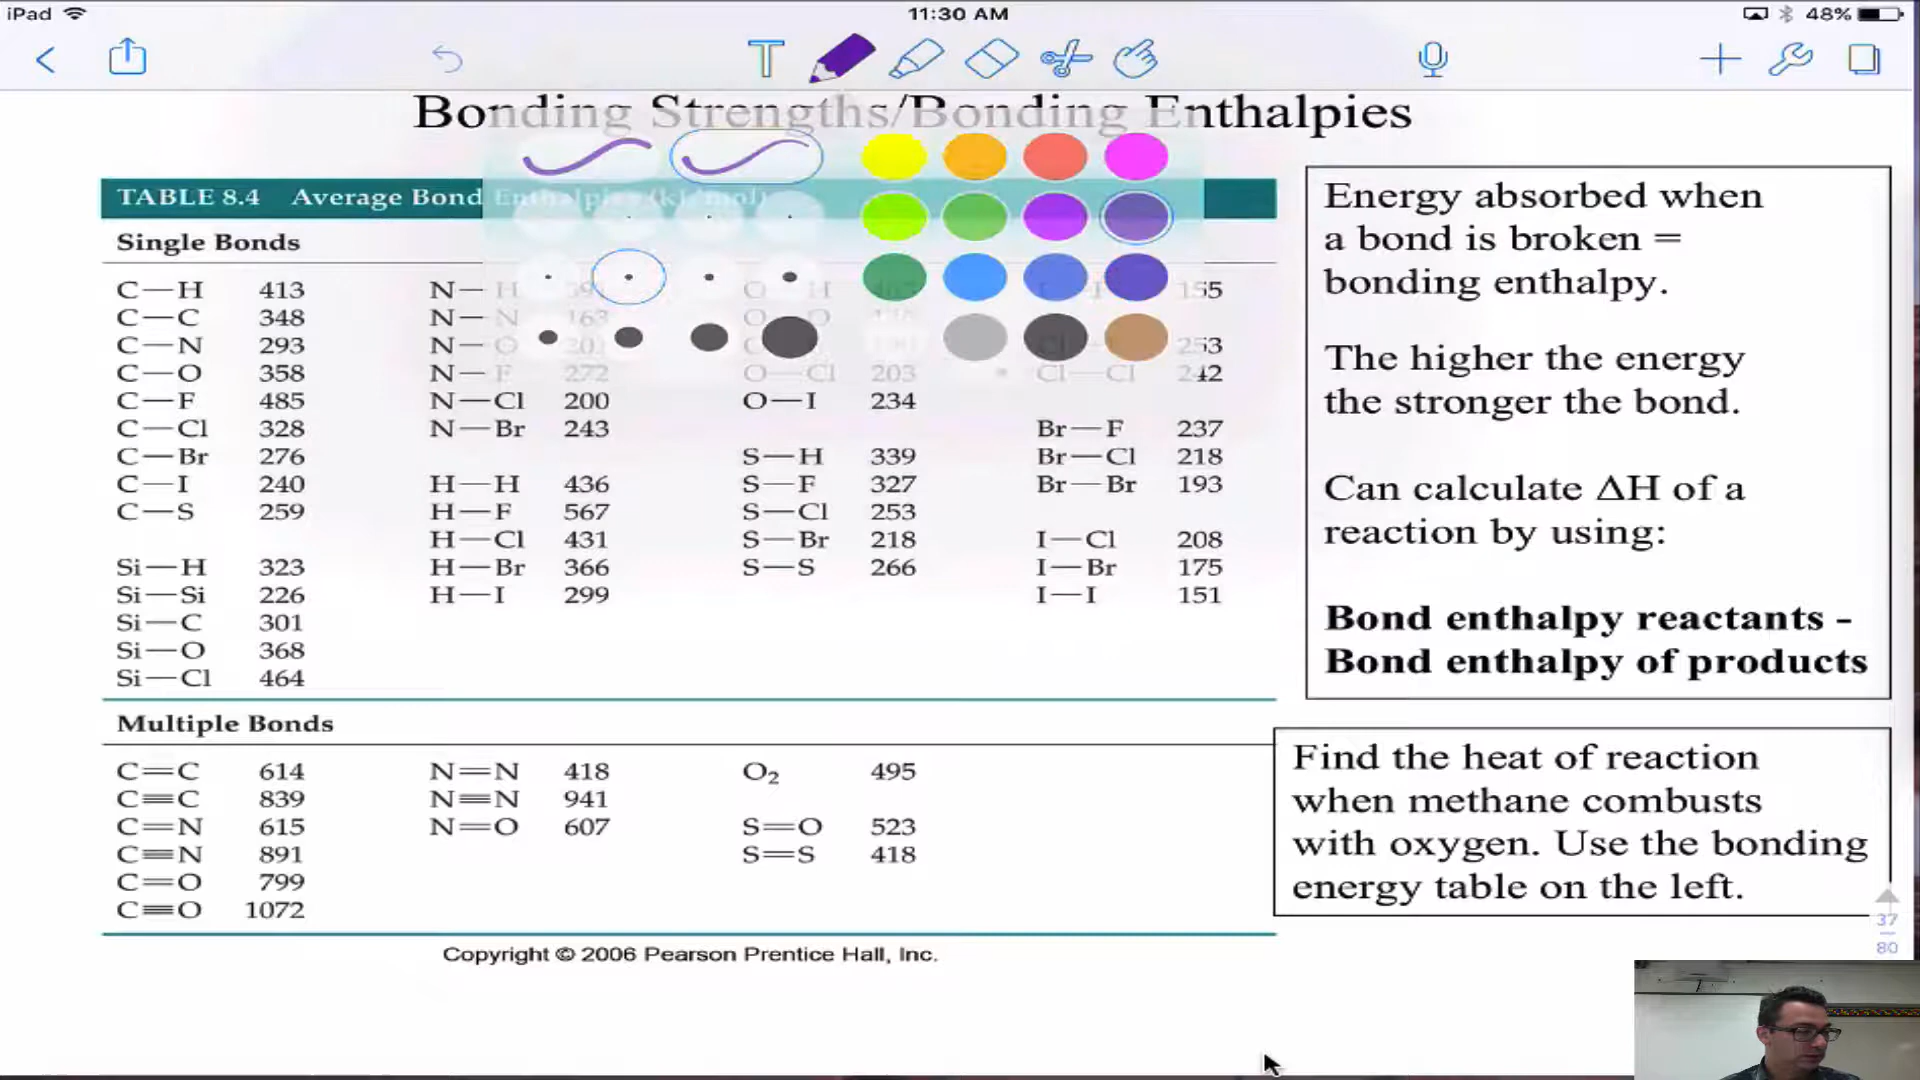 iPad
11:30 AM
48%
T
Bonding Strengths/Bonding Enthalpies
TABLE 8.4 Average Bond Enthalpies (kJ/mol)
Single Bonds
C—H 413 N—H 391 O—H 155
C—C 348 N—N 163 O—O
C—N 293 N—O 201 253
C—O 358 N—F 272 O—Cl 203 Cl—Cl 242
C—F 485 N—Cl 200 O—I 234
C—Cl 328 N—Br 243 Br—F 237
C—Br 276 S—H 339 Br—Cl 218
C—I 240 H—H 436 S—F 327 Br—Br 193
C—S 259 H—F 567 S—Cl 253
H—Cl 431 S—Br 218 I—Cl 208
Si—H 323 H—Br 366 S—S 266 I—Br 175
Si—Si 226 H—I 299 I—I 151
Si—C 301
Si—O 368
Si—Cl 464
Multiple Bonds
C=C 614 N=N 418 O₂ 495
C≡C 839 N≡N 941
C=N 615 N=O 607 S=O 523
C≡N 891 S=S 418
C=O 799
C≡O 1072
Copyright © 2006 Pearson Prentice Hall, Inc.
Energy absorbed when
a bond is broken =
bonding enthalpy.
The higher the energy
the stronger the bond.
Can calculate ΔH of a
reaction by using:
Bond enthalpy reactants -
Bond enthalpy of products
Find the heat of reaction
when methane combusts
with oxygen. Use the bonding
energy table on the left.
37
80